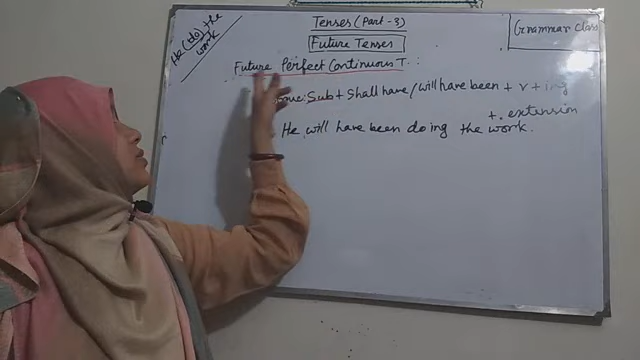 He (do) the
work
Tenses (Part - 3)
Grammar Class
Future Tenses
Future Perfect Continuous T. :
Sub + Shall have / will have been + v + ing
+ . extension
He will have been doing the work.